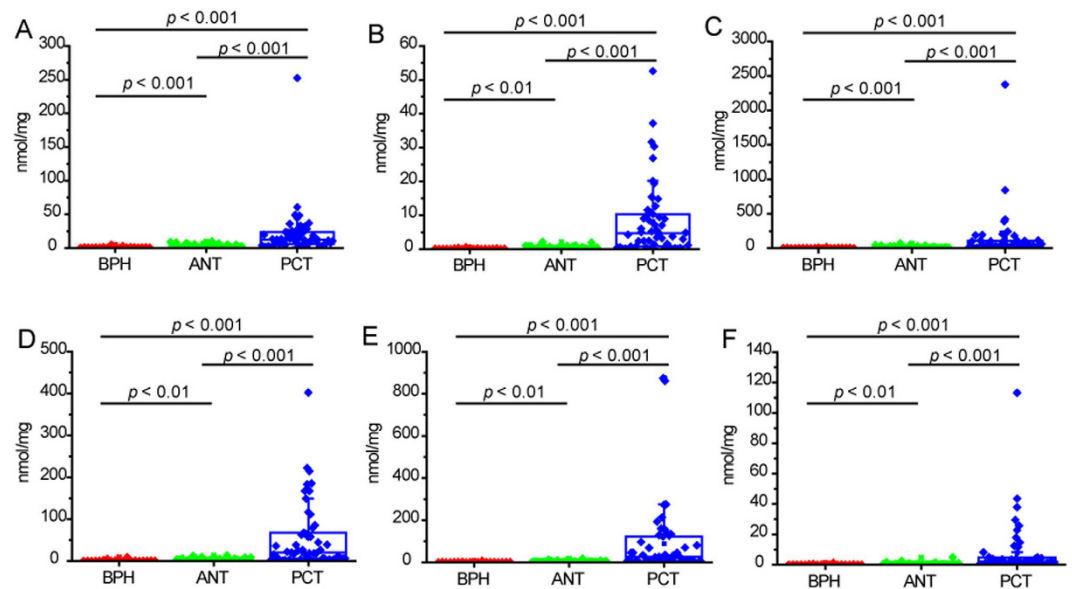 A
p < 0.001
p < 0.001
p < 0.001
300
250
200
150
100
50
0
nmol/mg
BPH ANT PCT
B
p < 0.001
p < 0.001
p < 0.01
60
50
40
30
20
10
0
nmol/mg
BPH ANT PCT
C
p < 0.001
p < 0.001
p < 0.001
3000
2500
2000
1500
1000
500
0
nmol/mg
BPH ANT PCT
D
p < 0.001
p < 0.001
p < 0.01
500
400
300
200
100
0
nmol/mg
BPH ANT PCT
E
p < 0.001
p < 0.001
p < 0.01
1000
800
600
400
200
0
nmol/mg
BPH ANT PCT
F
p < 0.001
p < 0.001
p < 0.01
140
120
100
80
60
40
20
0
nmol/mg
BPH ANT PCT